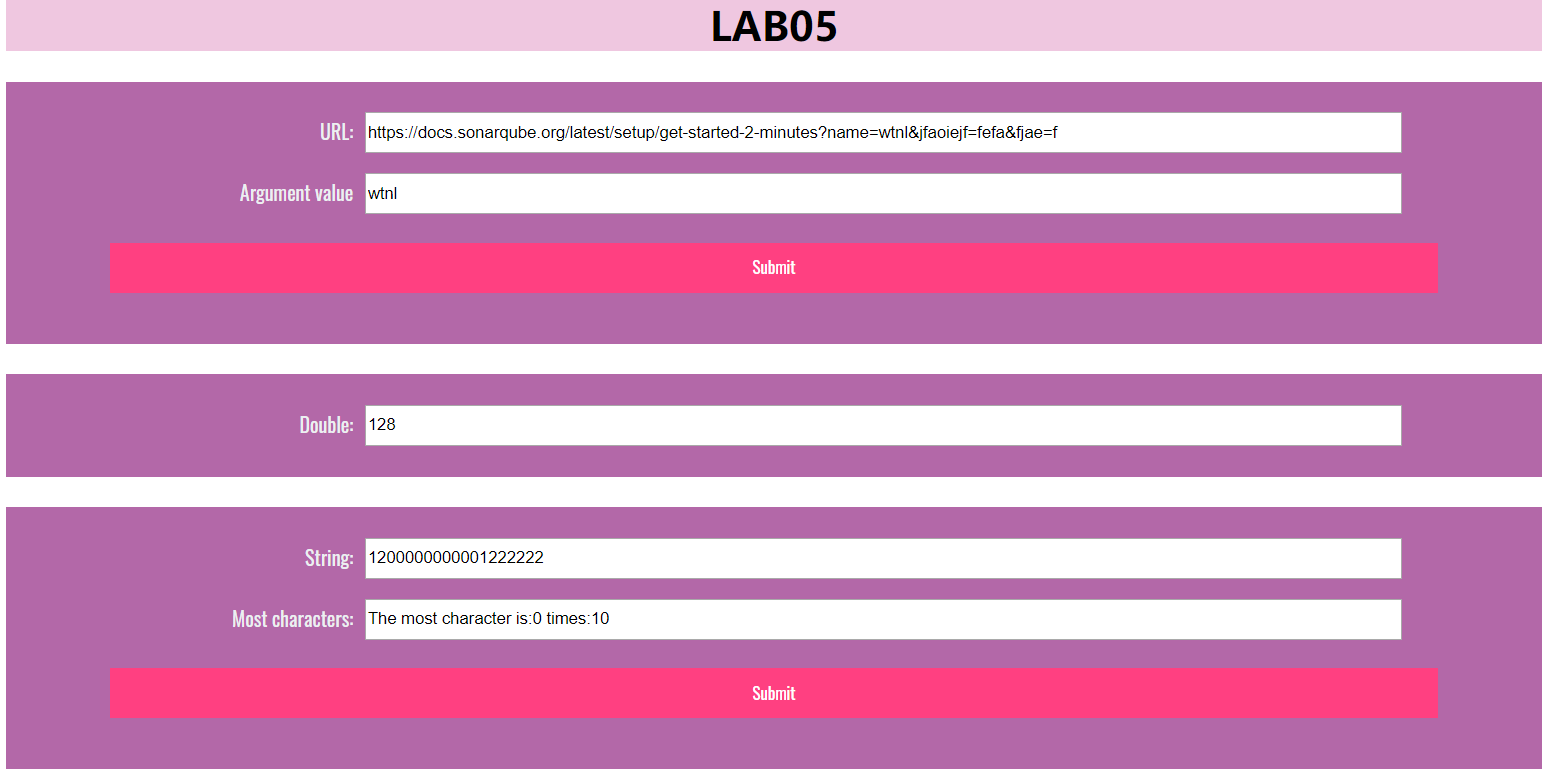 LAB05
URL: https://docs.sonarqube.org/latest/setup/get-started-2-minutes?name=wtnl&jfaoiejf=fefa&fjae=f
Argument value wtnl
Submit
Double: 128
String: 1200000000001222222
Most characters: The most character is:0 times:10
Submit